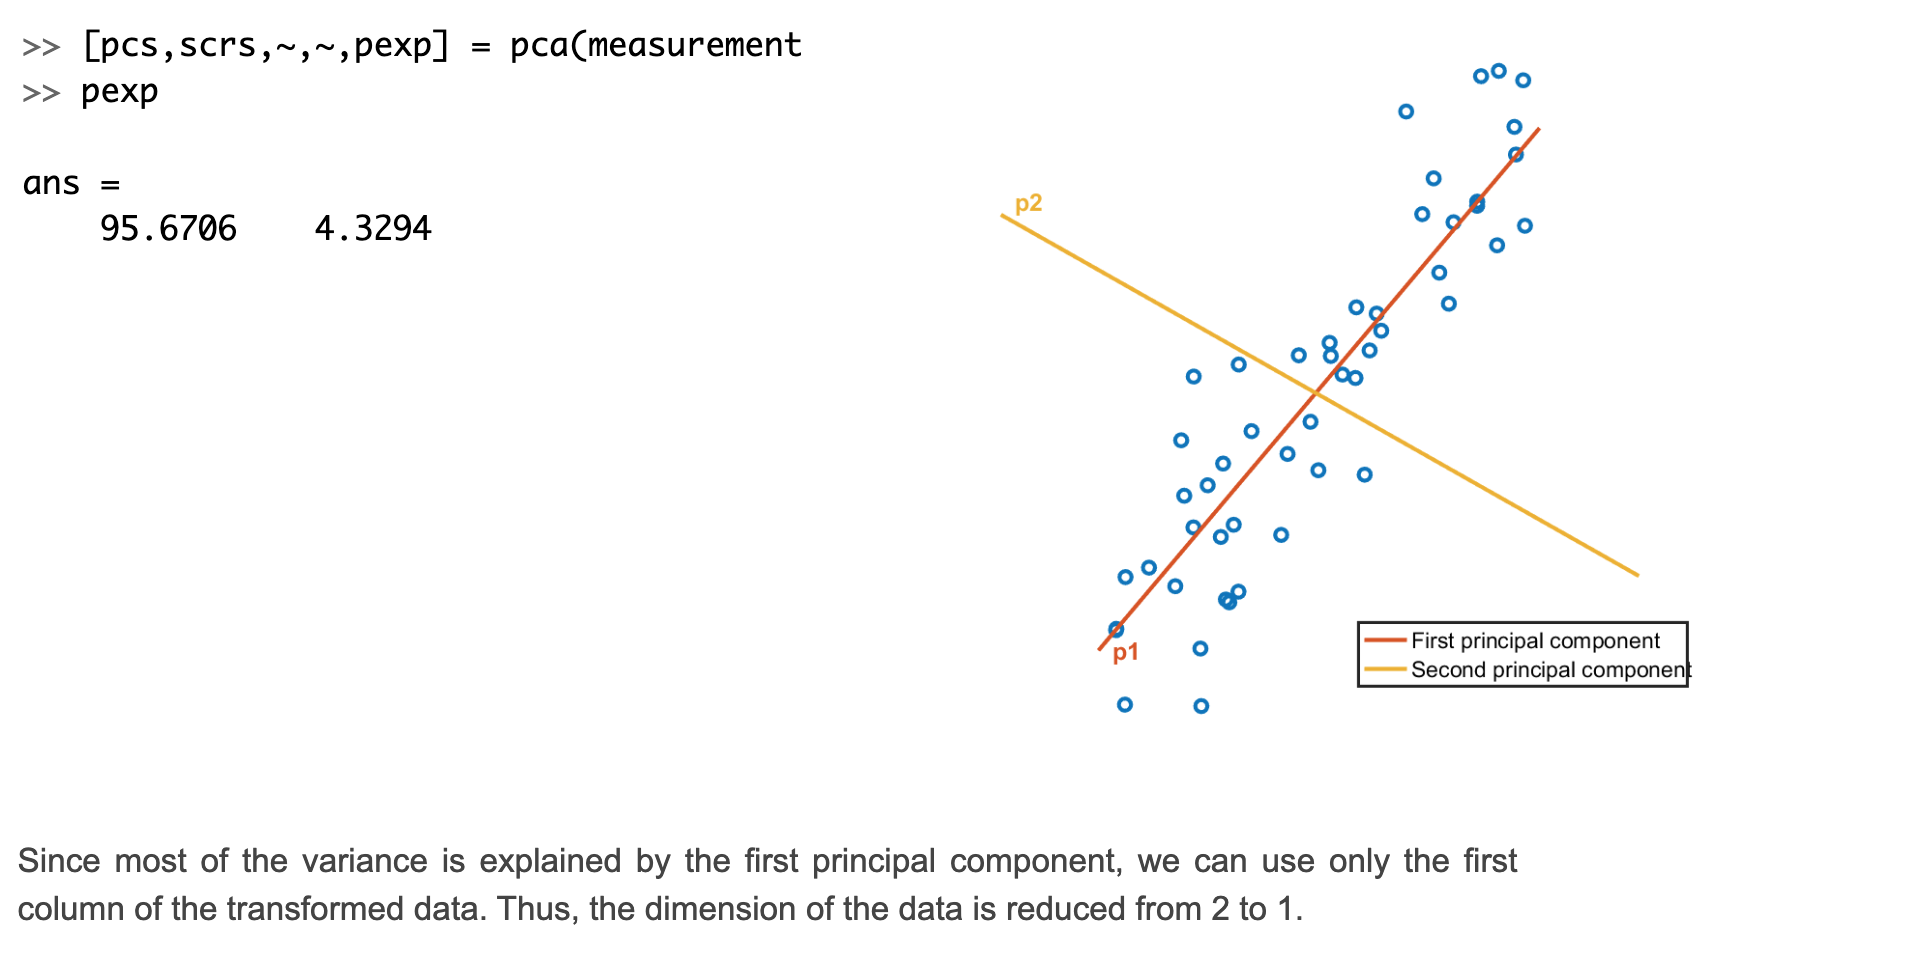 >> [pcs,scrs,~,~,pexp] = pca(measurement
>> pexp
ans =
95.6706 4.3294
p2
p1
First principal component
Second principal component
Since most of the variance is explained by the first principal component, we can use only the first
column of the transformed data. Thus, the dimension of the data is reduced from 2 to 1.